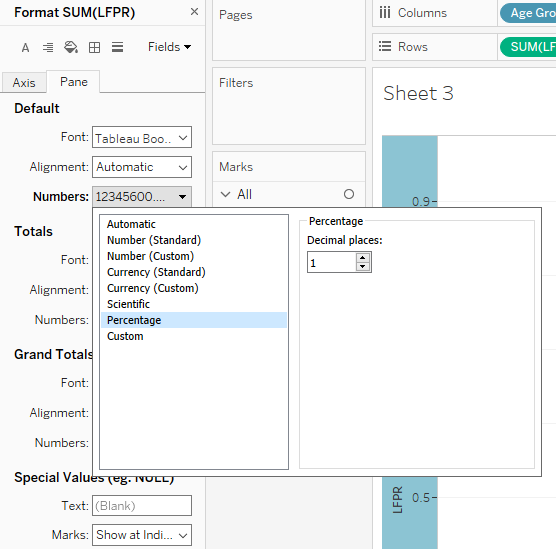 Format SUM(LFPR) ×
A Fields
Axis Pane
Default
Font: Tableau Boo..
Alignment: Automatic
Numbers: 12345600....
Totals
Font:
Alignment:
Numbers:
Grand Totals
Font:
Alignment:
Numbers:
Special Values (eg. NULL)
Text: (Blank)
Marks: Show at Indi...
Automatic
Number (Standard)
Number (Custom)
Currency (Standard)
Currency (Custom)
Scientific
Percentage
Custom
Percentage
Decimal places:
1
Pages
Filters
Marks
All
Columns Age Gro
Rows SUM(LF
Sheet 3
0.9
0.5
LFPR